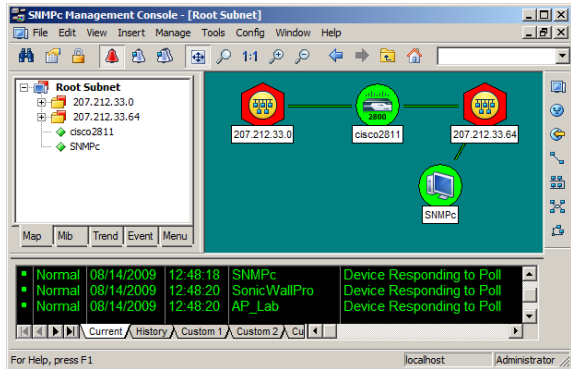 SNMPc Management Console - [Root Subnet]
File Edit View Insert Manage Tools Config Window Help
1:1
Root Subnet
207.212.33.0
207.212.33.64
cisco2811
SNMPc
2800
207.212.33.0
cisco2811
207.212.33.64
SNMPc
Map Mib Trend Event Menu
Normal 08/14/2009 12:48:18 SNMPc Device Responding to Poll
Normal 08/14/2009 12:48:20 SonicWallPro Device Responding to Poll
Normal 08/14/2009 12:48:20 AP_Lab Device Responding to Poll
Current History Custom 1 Custom 2 Cu
For Help, press F1 localhost Administrator